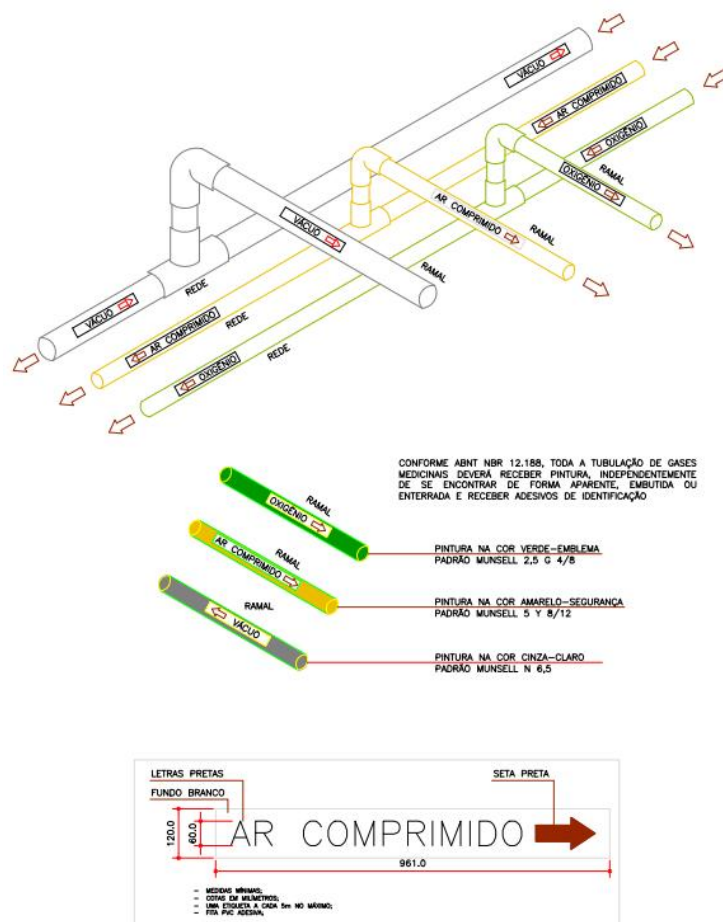 VÁCUO
AR COMPRIMIDO
OXIGÊNIO
OXIGÊNIO
RAMAL
AR COMPRIMIDO
RAMAL
VÁCUO
RAMAL
VÁCUO
REDE
AR COMPRIMIDO
REDE
OXIGÊNIO
REDE
CONFORME ABNT NBR 12.188, TODA A TUBULAÇÃO DE GASES
MEDICINAIS DEVERÁ RECEBER PINTURA, INDEPENDENTEMENTE
DE SE ENCONTRAR DE FORMA APARENTE, EMBUTIDA OU
ENTERRADA E RECEBER ADESIVOS DE IDENTIFICAÇÃO
RAMAL
OXIGÊNIO
PINTURA NA COR VERDE-EMBLEMA
PADRÃO MUNSELL 2,5 G 4/8
RAMAL
AR COMPRIMIDO
PINTURA NA COR AMARELO-SEGURANÇA
PADRÃO MUNSELL 5 Y 8/12
RAMAL
VÁCUO
PINTURA NA COR CINZA-CLARO
PADRÃO MUNSELL N 6,5
LETRAS PRETAS
SETA PRETA
FUNDO BRANCO
120.0
60.0
AR COMPRIMIDO
961.0
- MEDIDAS MÍNIMAS;
- COTAS EM MILÍMETROS;
- UMA ETIQUETA A CADA 5m NO MÁXIMO;
- FITA PVC ADESIVA;